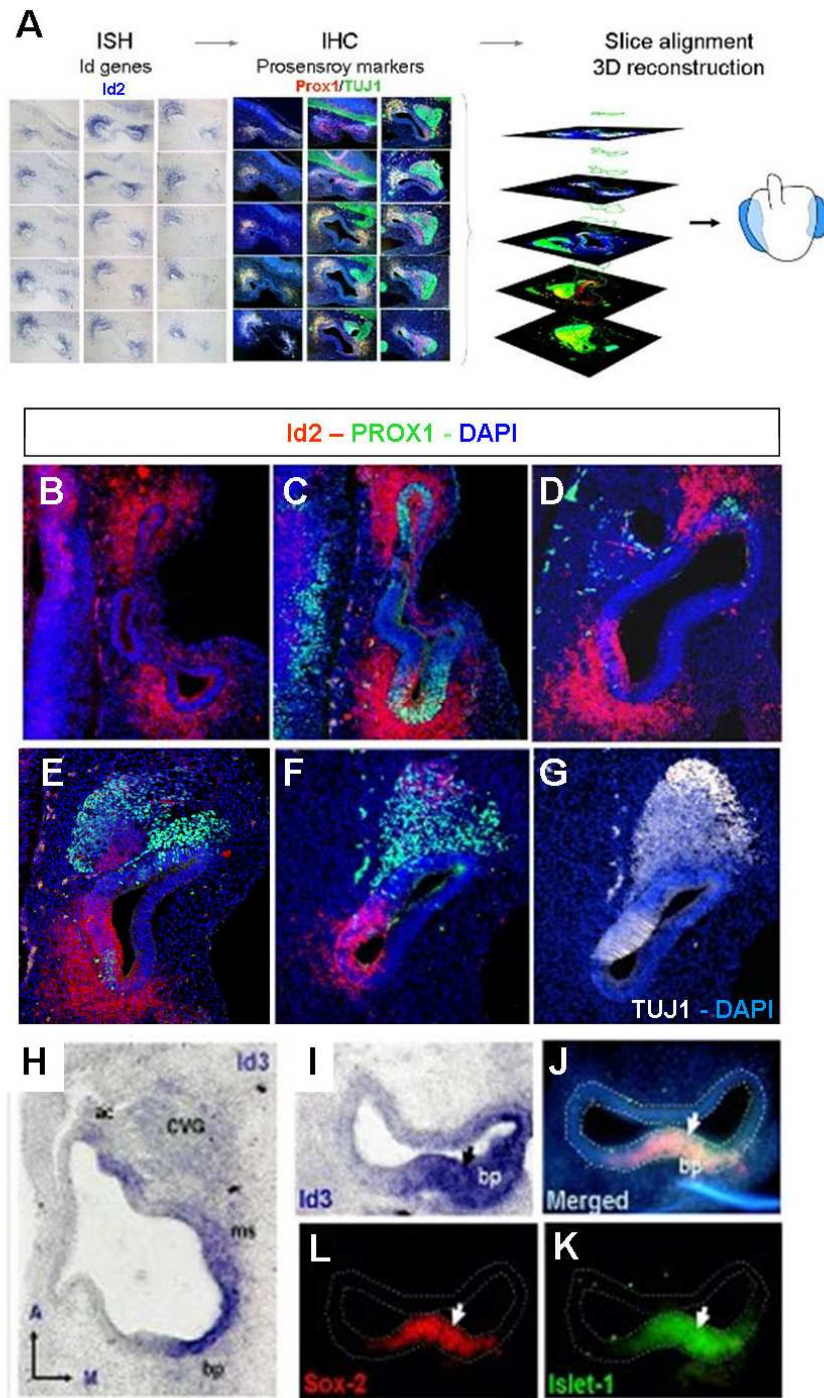 A
ISH → IHC → Slice alignment
Id genes Prosensroy markers 3D reconstruction
Id2 Prox1/TUJ1
Id2 – PROX1 - DAPI
B C D
E F G
TUJ1 - DAPI
H Id3
ac
CVG
ms
bp
A
M
I
bp
Id3
J
bp
Merged
L
Sox-2
K
Islet-1